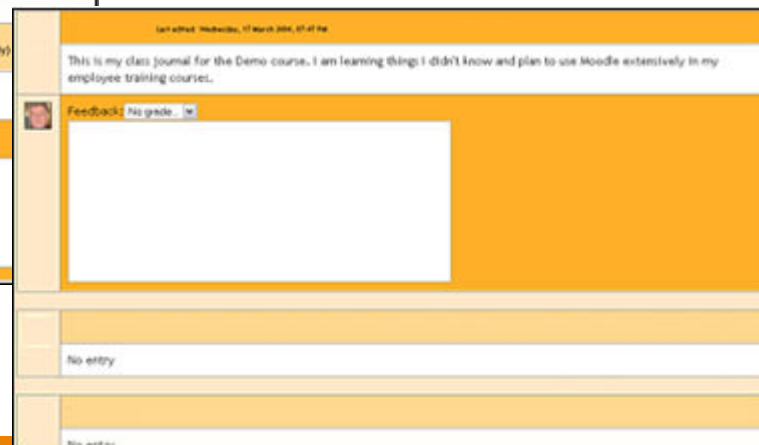 Last edited: Wednesday, 17 March 2004, 07:47 PM
This is my class journal for the Demo course. I am learning things I didn't know and plan to use Moodle extensively in my
employee training courses.
Feedback: No grade..
No entry
No entry